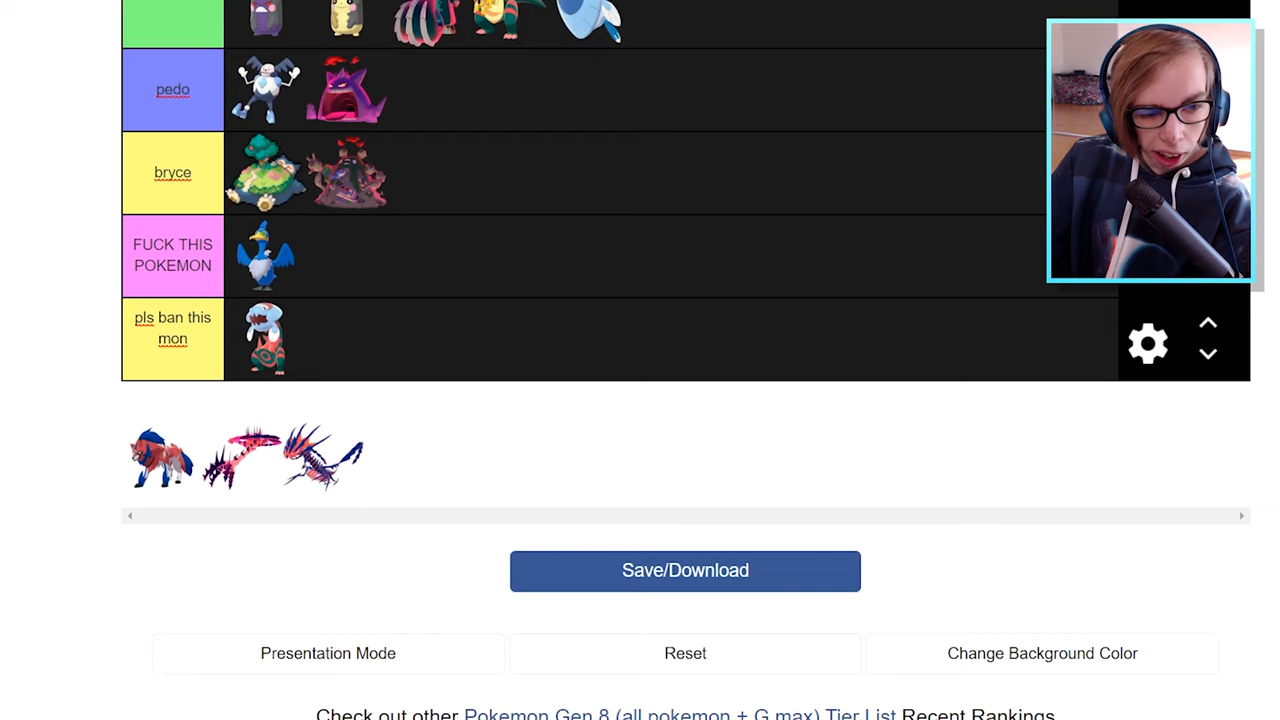 pedo
bryce
FUCK THIS
POKEMON
pls ban this
mon
Save/Download
Presentation Mode
Reset
Change Background Color
Check out other Pokemon Gen 8 (all pokemon + G max) Tier List Recent Rankings